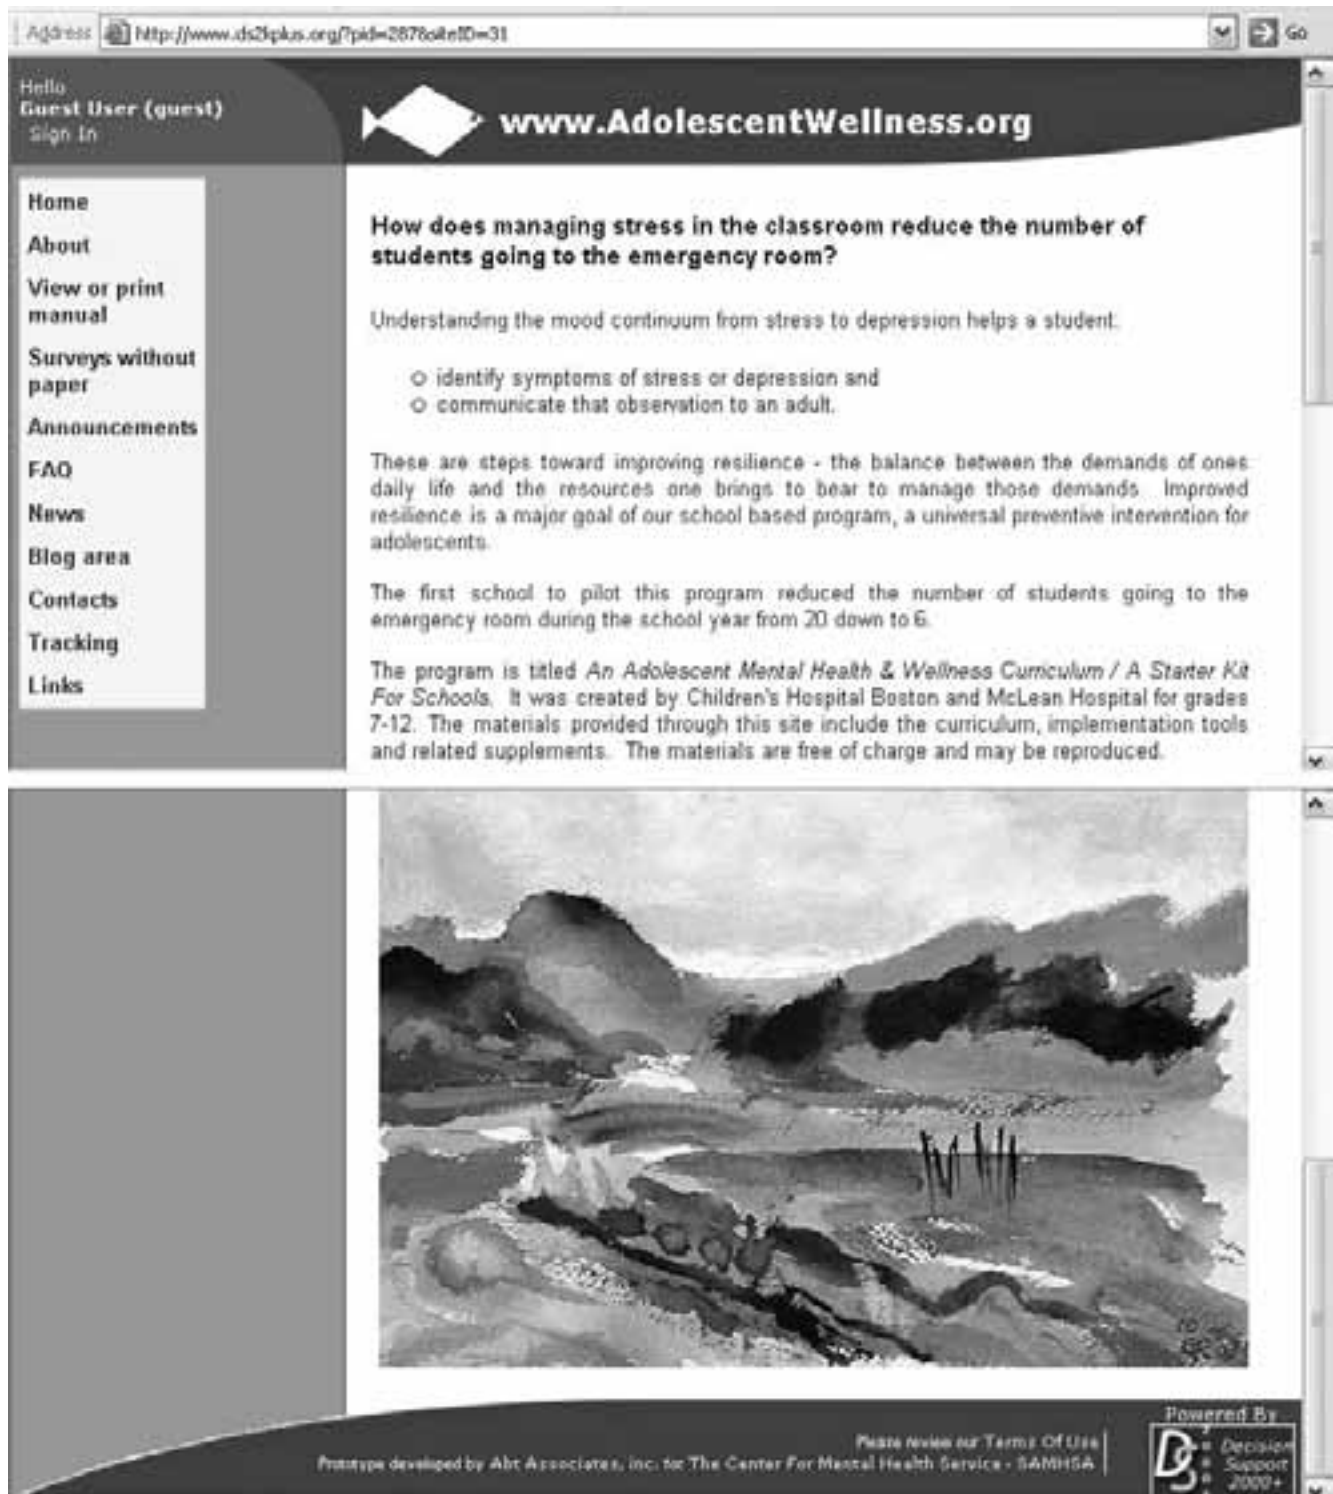 Address http://www.ds2kplus.org/?pid=287&siteID=31 Go
Hello
Guest User (guest)
Sign In
www.AdolescentWellness.org
Home
About
View or print
manual
Surveys without
paper
Announcements
FAQ
News
Blog area
Contacts
Tracking
Links
How does managing stress in the classroom reduce the number of
students going to the emergency room?
Understanding the mood continuum from stress to depression helps a student:
identify symptoms of stress or depression and
communicate that observation to an adult.
These are steps toward improving resilience - the balance between the demands of ones
daily life and the resources one brings to bear to manage those demands. Improved
resilience is a major goal of our school based program, a universal preventive intervention for
adolescents.
The first school to pilot this program reduced the number of students going to the
emergency room during the school year from 20 down to 6.
The program is titled An Adolescent Mental Health & Wellness Curriculum / A Starter Kit
For Schools. It was created by Children's Hospital Boston and McLean Hospital for grades
7-12. The materials provided through this site include the curriculum, implementation tools
and related supplements. The materials are free of charge and may be reproduced.
Please review our Terms Of Use
Prototype developed by Abt Associates, inc. for The Center For Mental Health Service - SAMHSA
Powered By
DS
Decision
Support
2000+